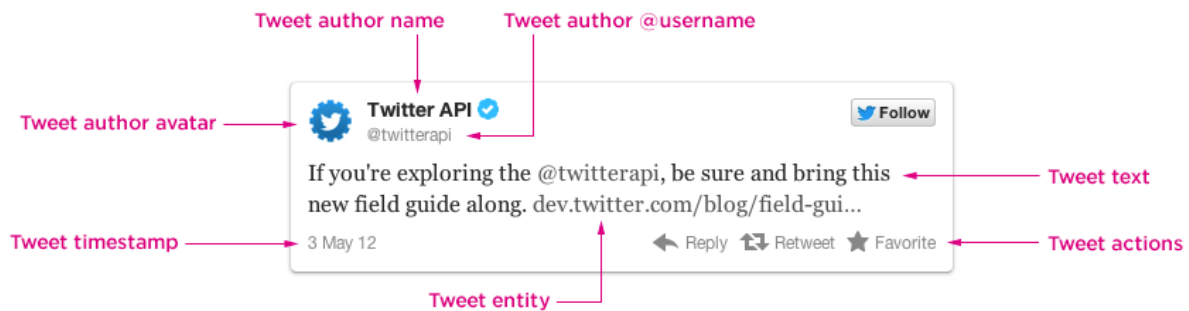 Tweet author name
Tweet author @username
Twitter API
Follow
Tweet author avatar
@twitterapi
If you're exploring the @twitterapi, be sure and bring this
Tweet text
new field guide along. dev.twitter.com/blog/field-gui...
Tweet timestamp
3 May 12
Reply Retweet Favorite
Tweet actions
Tweet entity